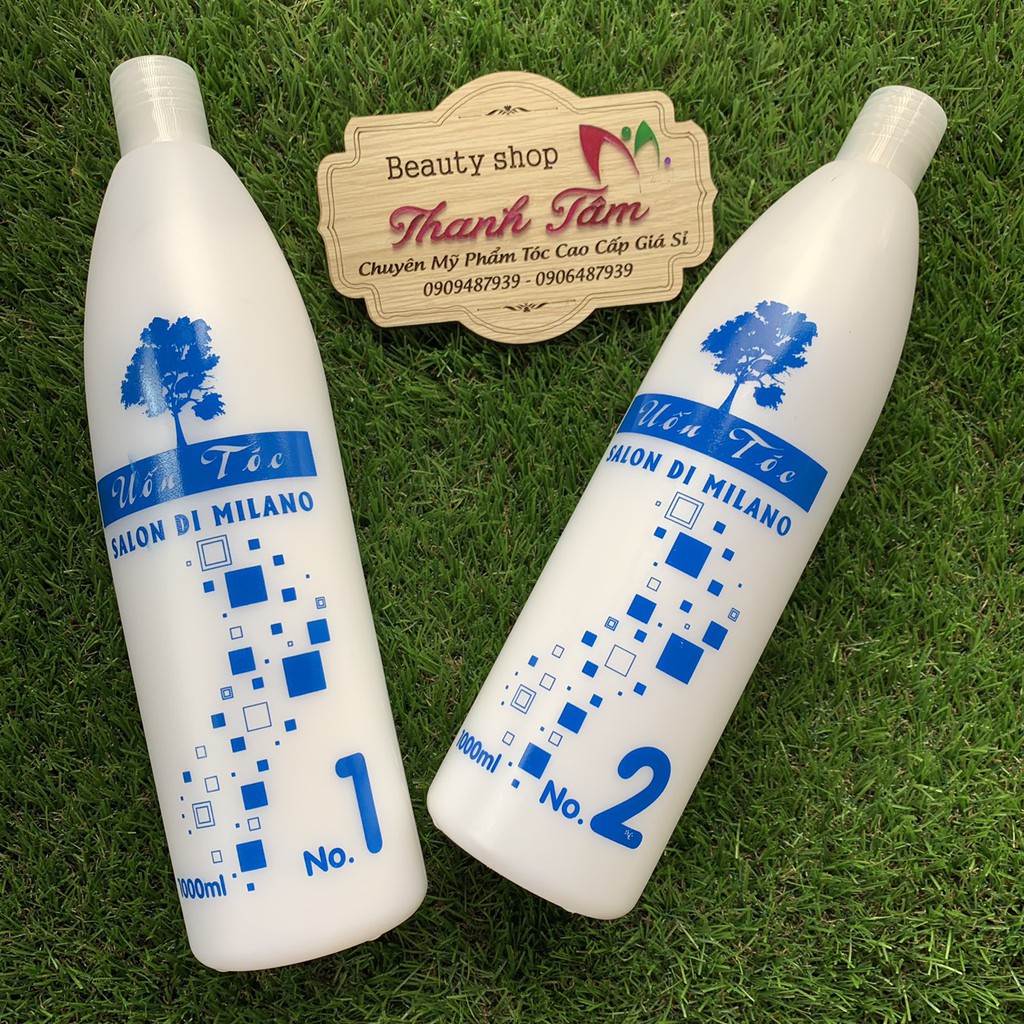 Beauty shop
Thanh Tâm
Chuyên Mỹ Phẩm Tóc Cao Cấp Giá Sỉ
0909487939 - 0906487939
Uốn Tóc
SALON DI MILANO
1000ml
No. 1
Uốn Tóc
SALON DI MILANO
1000ml
No. 2